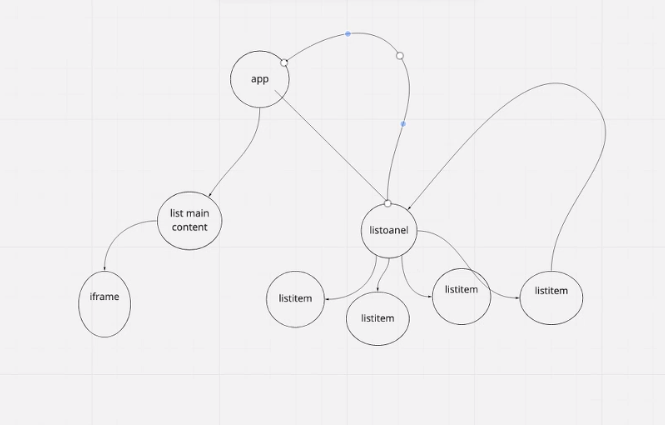 app
list main
content
listoanel
iframe
listitem
listitem
listitem
listitem